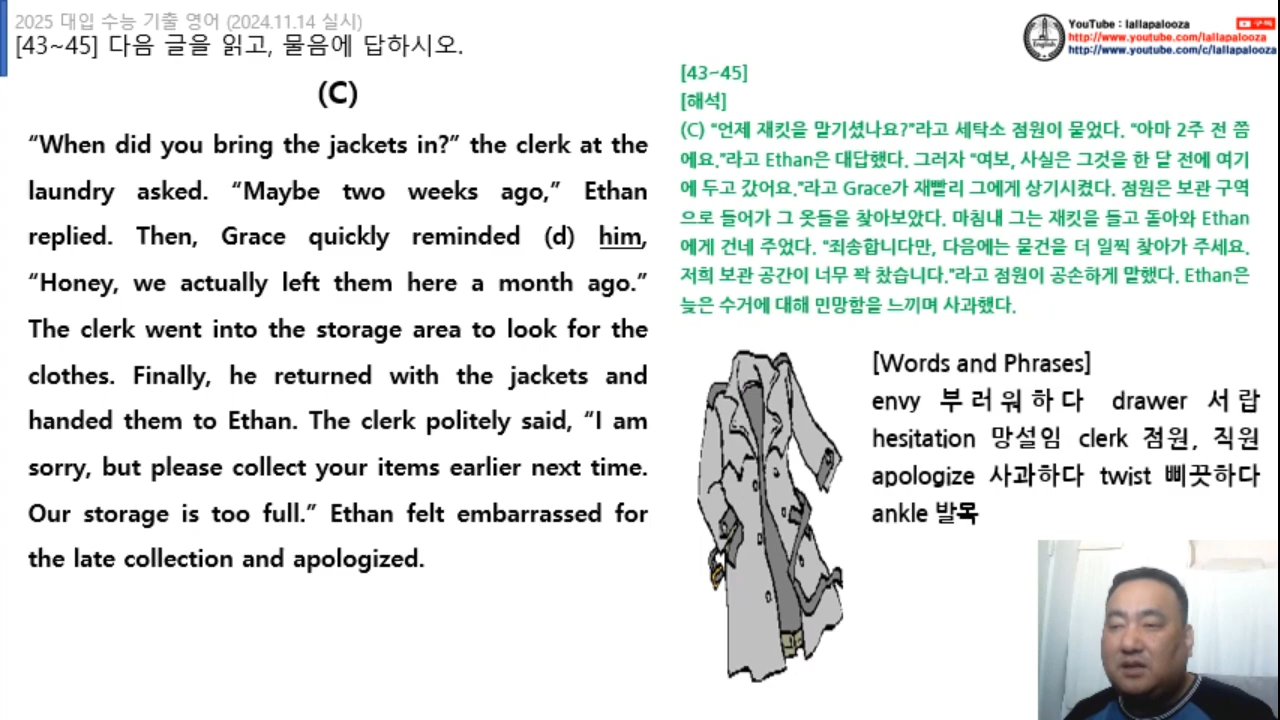 2025 대입 수능 기출 영어 (2024.11.14 실시)
[43~45] 다음 글을 읽고, 물음에 답하시오.
(C)
“When did you bring the jackets in?” the clerk at the
laundry asked. “Maybe two weeks ago,” Ethan
replied. Then, Grace quickly reminded (d) him,
“Honey, we actually left them here a month ago.”
The clerk went into the storage area to look for the
clothes. Finally, he returned with the jackets and
handed them to Ethan. The clerk politely said, “I am
sorry, but please collect your items earlier next time.
Our storage is too full.” Ethan felt embarrassed for
the late collection and apologized.
YouTube : lallapalooza
구독
http://www.youtube.com/lallapalooza
http://www.youtube.com/c/lallapalooza
English
[43~45]
[해석]
(C) “언제 재킷을 맡기셨나요?”라고 세탁소 점원이 물었다. “아마 2주 전 쯤
에요.”라고 Ethan은 대답했다. 그러자 “여보, 사실은 그것을 한 달 전에 여기
에 두고 갔어요.”라고 Grace가 재빨리 그에게 상기시켰다. 점원은 보관 구역
으로 들어가 그 옷들을 찾아보았다. 마침내 그는 재킷을 들고 돌아와 Ethan
에게 건네 주었다. “죄송합니다만, 다음에는 물건을 더 일찍 찾아가 주세요.
저희 보관 공간이 너무 꽉 찼습니다.”라고 점원이 공손하게 말했다. Ethan은
늦은 수거에 대해 민망함을 느끼며 사과했다.
[Words and Phrases]
envy 부러워하다 drawer 서랍
hesitation 망설임 clerk 점원, 직원
apologize 사과하다 twist 삐끗하다
ankle 발목